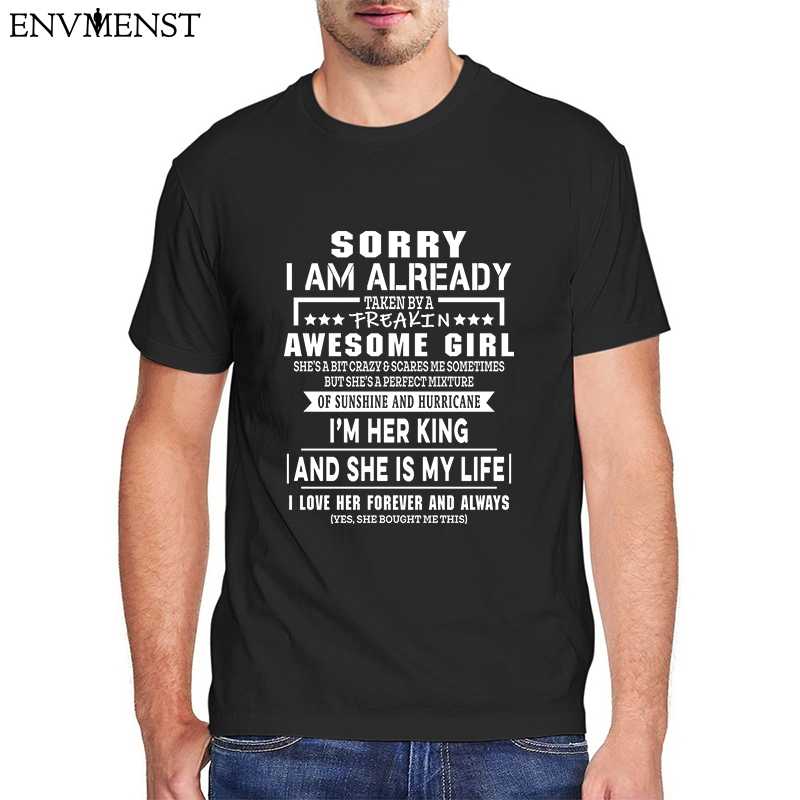 ENVMENST
SORRY
I AM ALREADY
TAKEN BY A
FREAKIN
AWESOME GIRL
SHE'S A BIT CRAZY & SCARES ME SOMETIMES
BUT SHE'S A PERFECT MIXTURE
OF SUNSHINE AND HURRICANE
I'M HER KING
AND SHE IS MY LIFE
I LOVE HER FOREVER AND ALWAYS
(YES, SHE BOUGHT ME THIS)